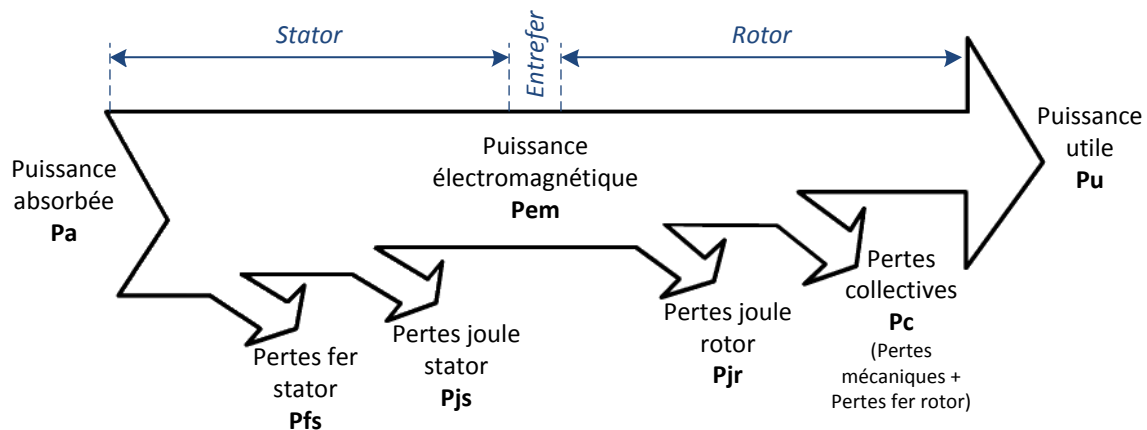 Stator
Entrefer
Rotor
Puissance
absorbée
Pa
Puissance
électromagnétique
Pem
Puissance
utile
Pu
Pertes fer
stator
Pfs
Pertes joule
stator
Pjs
Pertes joule
rotor
Pjr
Pertes
collectives
Pc
(Pertes
mécaniques +
Pertes fer rotor)